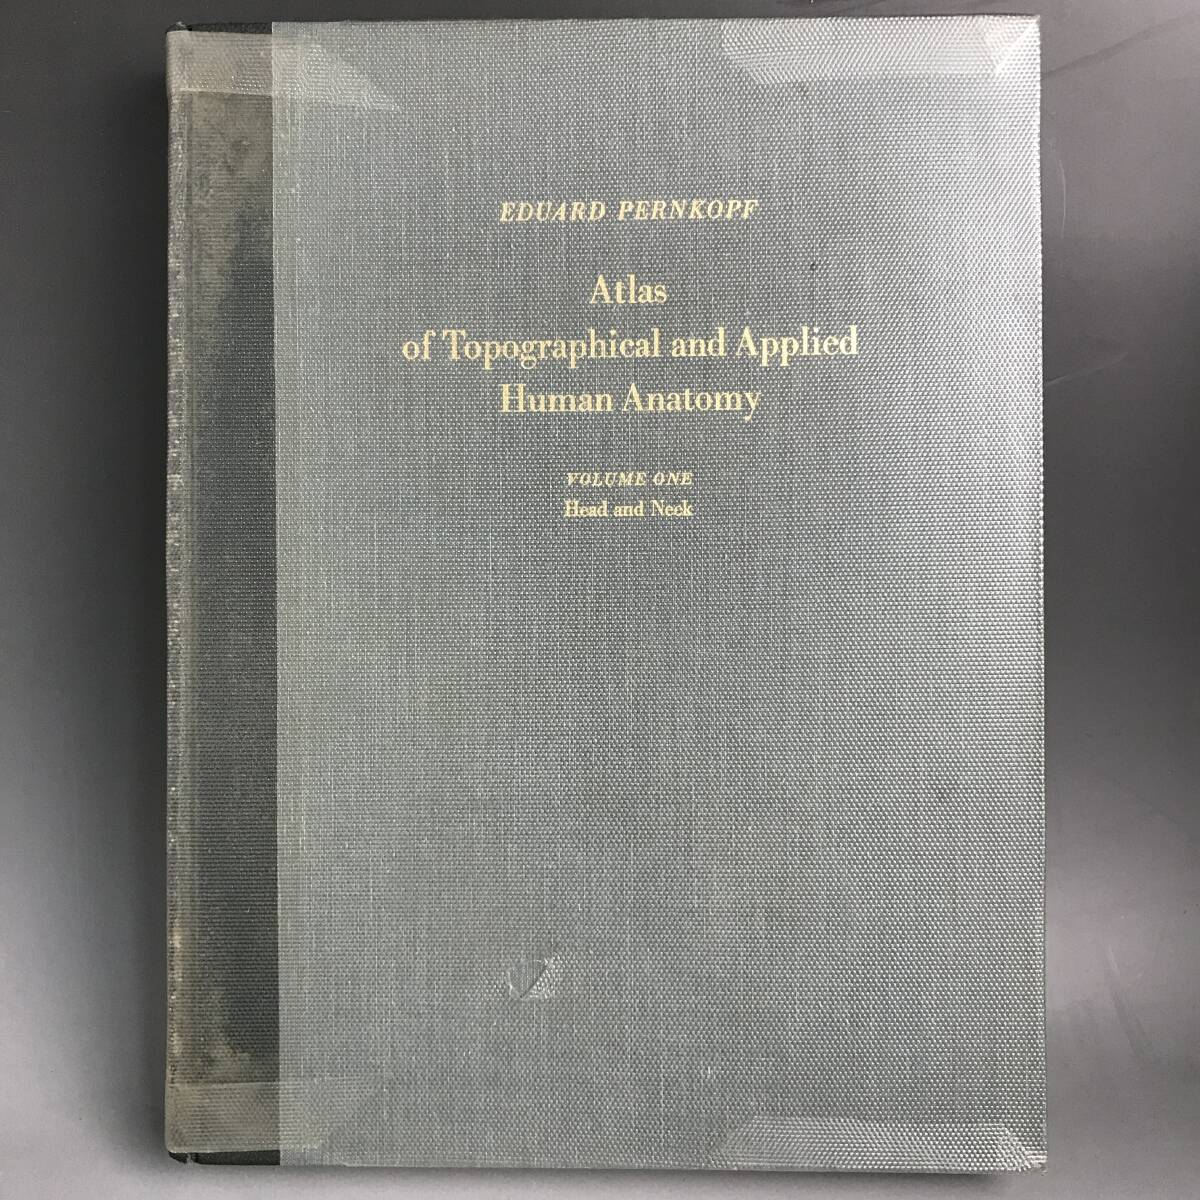 EDUARD PERNKOPF
Atlas
of Topographical and Applied
Human Anatomy
VOLUME ONE
Head and Neck